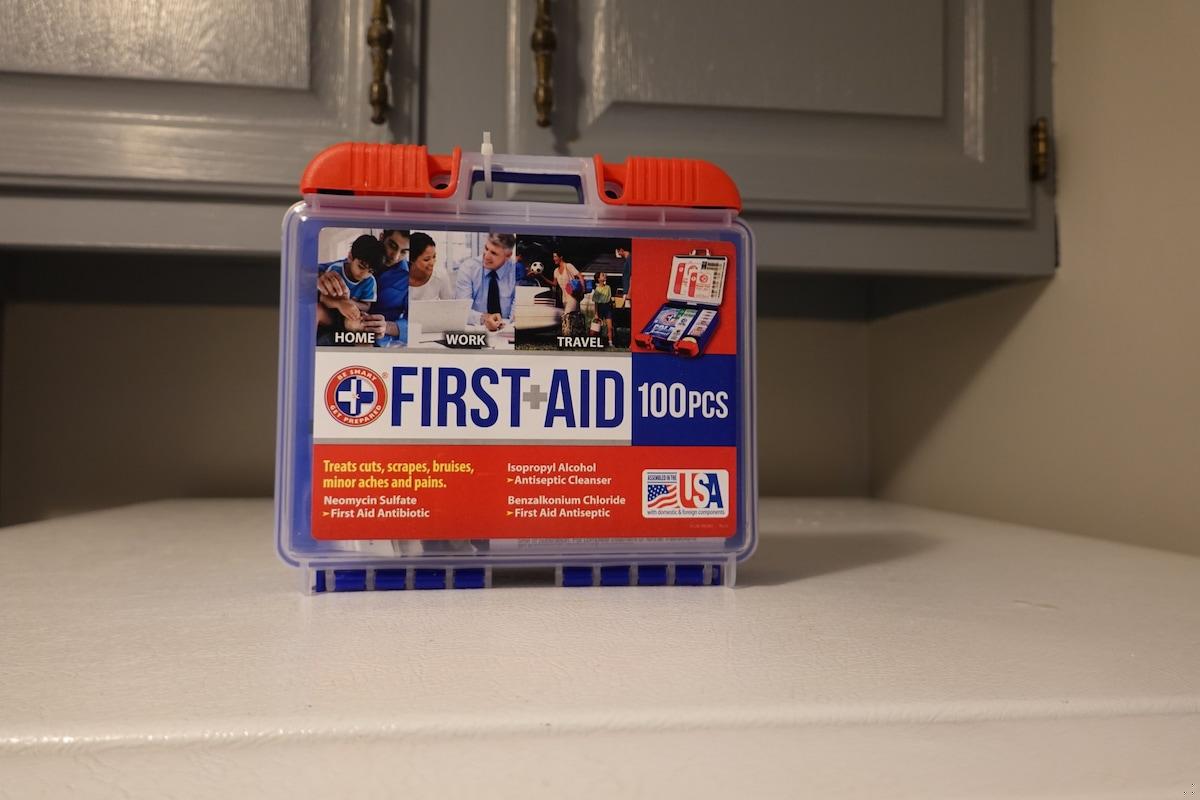 HOME
WORK
TRAVEL
BE SMART
GET PREPARED
®
FIRST+AID
100PCS
Treats cuts, scrapes, bruises,
minor aches and pains.
Neomycin Sulfate
➤First Aid Antibiotic
Isopropyl Alcohol
➤Antiseptic Cleanser
Benzalkonium Chloride
➤First Aid Antiseptic
ASSEMBLED IN THE
USA
with domestic & foreign components